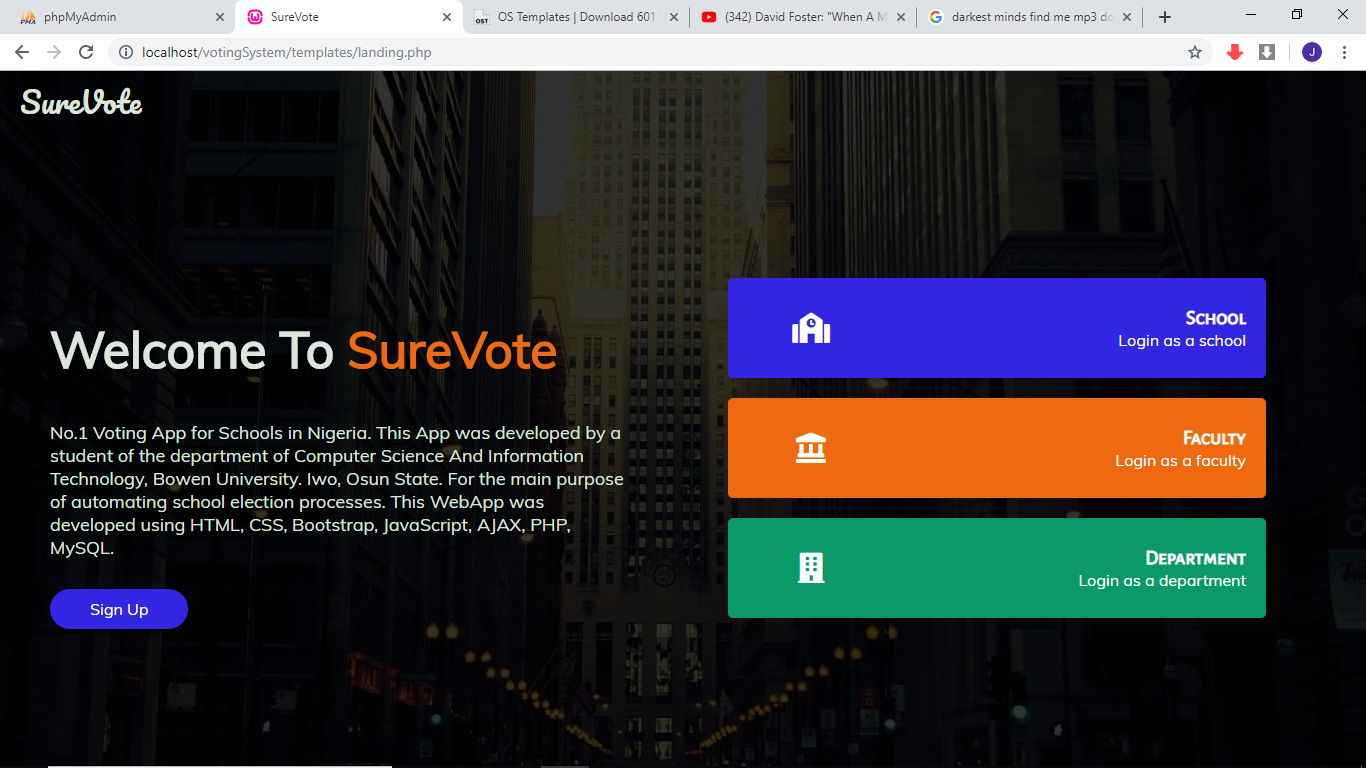 phpMyAdmin
SureVote
OS Templates | Download 601
(342) David Foster: "When A M
darkest minds find me mp3 do
localhost/votingSystem/templates/landing.php
J
SureVote
Welcome To SureVote
No.1 Voting App for Schools in Nigeria. This App was developed by a
student of the department of Computer Science And Information
Technology, Bowen University. Iwo, Osun State. For the main purpose
of automating school election processes. This WebApp was
developed using HTML, CSS, Bootstrap, JavaScript, AJAX, PHP,
MySQL.
Sign Up
School
Login as a school
Faculty
Login as a faculty
Department
Login as a department